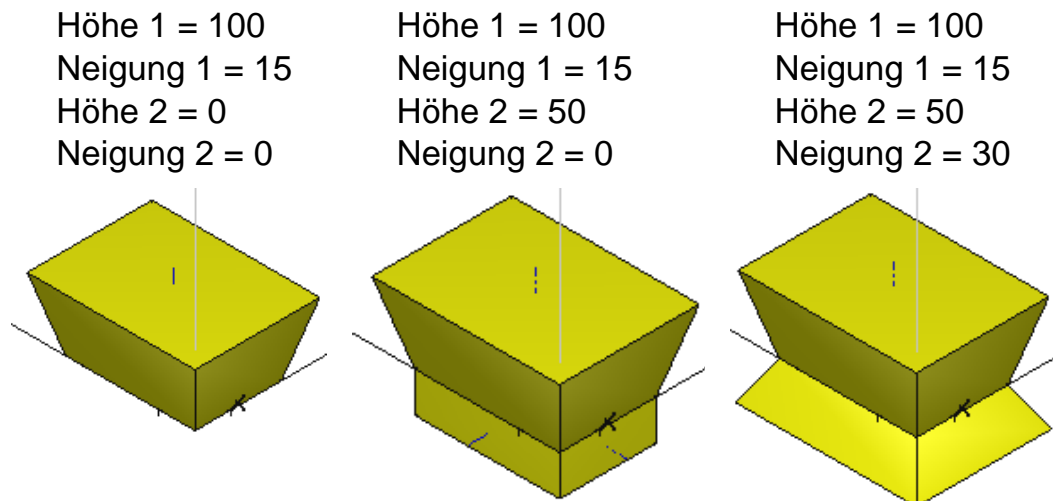 Höhe 1 = 100
Neigung 1 = 15
Höhe 2 = 0
Neigung 2 = 0
Höhe 1 = 100
Neigung 1 = 15
Höhe 2 = 50
Neigung 2 = 0
Höhe 1 = 100
Neigung 1 = 15
Höhe 2 = 50
Neigung 2 = 30